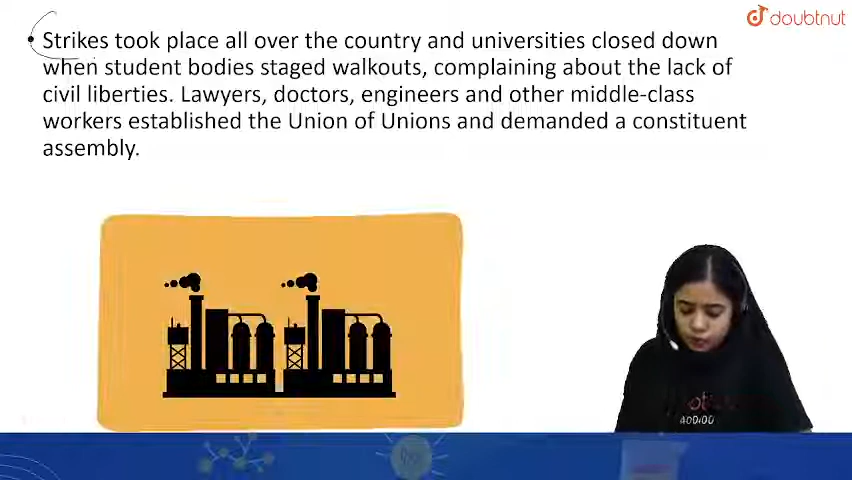 doubtnut
• Strikes took place all over the country and universities closed down
when student bodies staged walkouts, complaining about the lack of
civil liberties. Lawyers, doctors, engineers and other middle-class
workers established the Union of Unions and demanded a constituent
assembly.